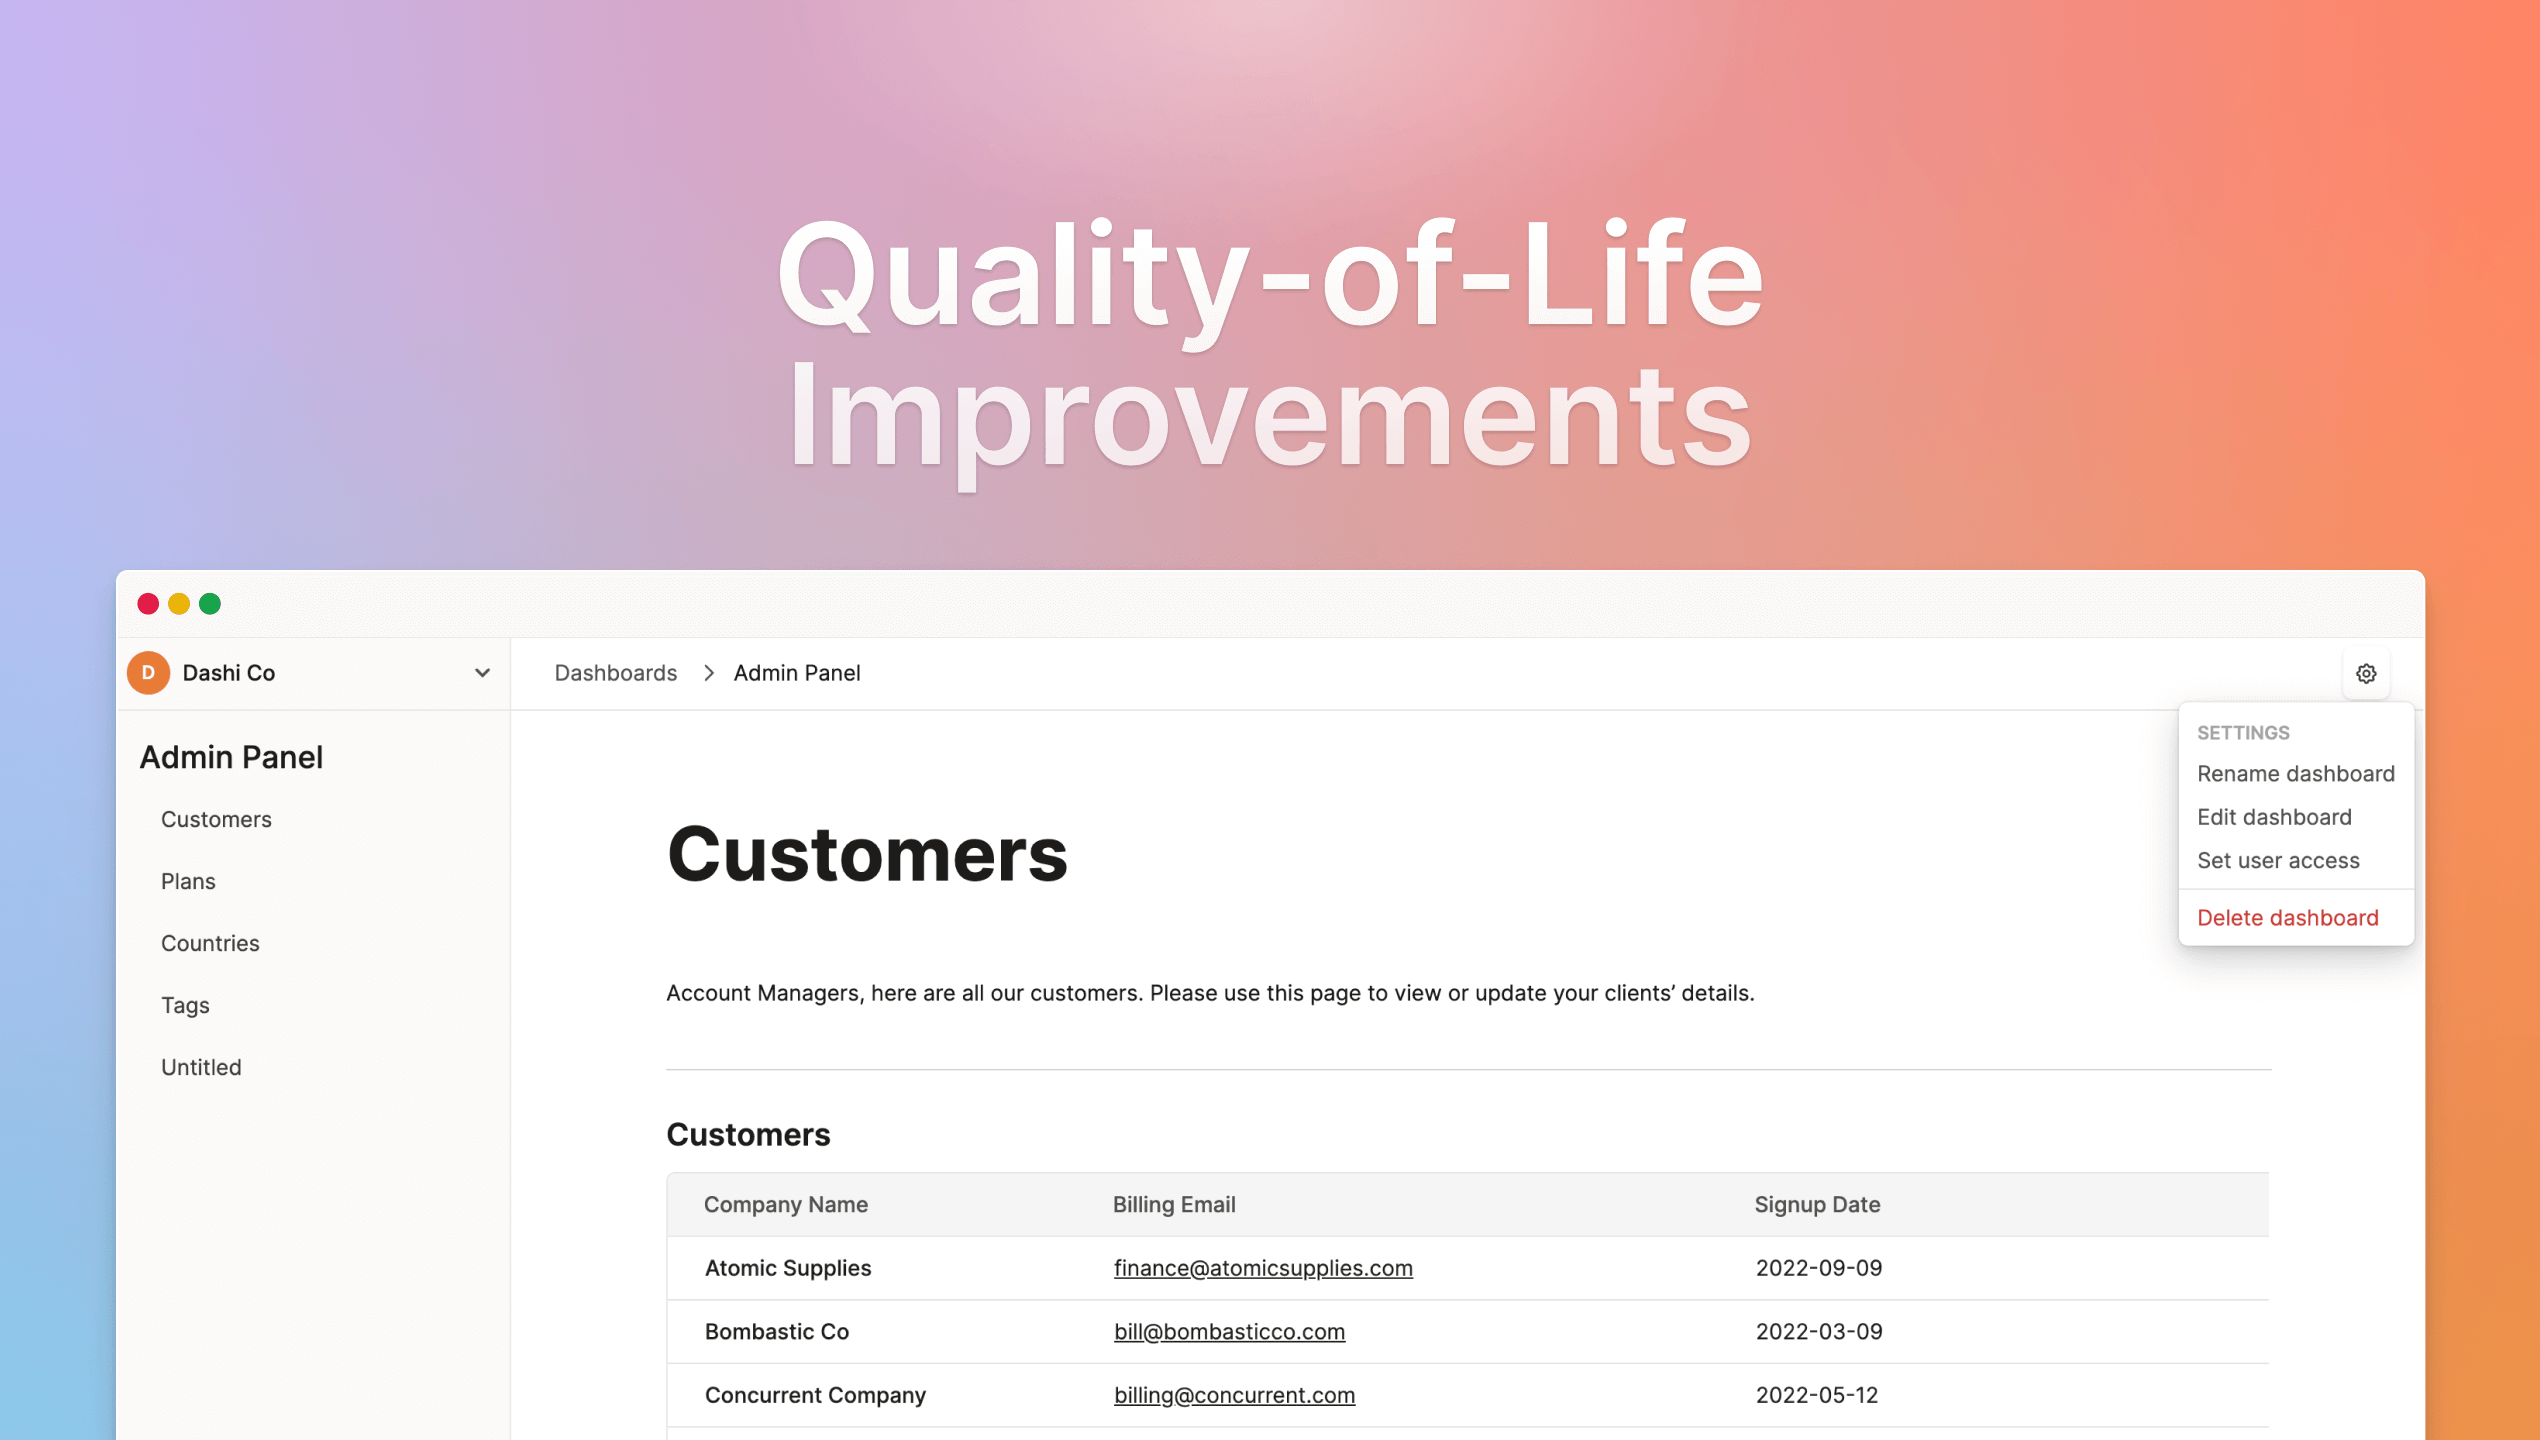 Quality-of-Life
Improvements
D
Dashi Co
Dashboards
Admin Panel
SETTINGS
Rename dashboard
Edit dashboard
Set user access
Delete dashboard
Admin Panel
Customers
Plans
Countries
Tags
Untitled
Customers
Account Managers, here are all our customers. Please use this page to view or update your clients’ details.
Customers
Company Name Billing Email Signup Date
Atomic Supplies finance@atomicsupplies.com 2022-09-09
Bombastic Co bill@bombasticco.com 2022-03-09
Concurrent Company billing@concurrent.com 2022-05-12